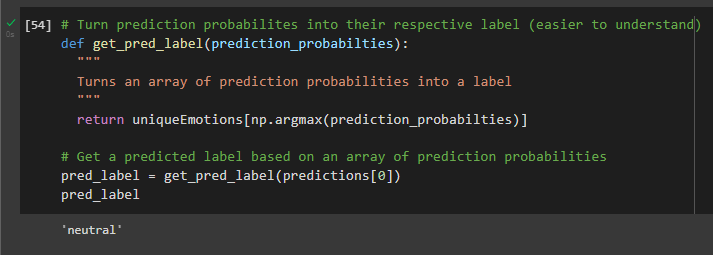 [54] # Turn prediction probabilites into their respective label (easier to understand)
def get_pred_label(prediction_probabilties):
"""
Turns an array of prediction probabilities into a label
"""
return uniqueEmotions[np.argmax(prediction_probabilties)]
# Get a predicted label based on an array of prediction probabilities
pred_label = get_pred_label(predictions[0])
pred_label
'neutral'